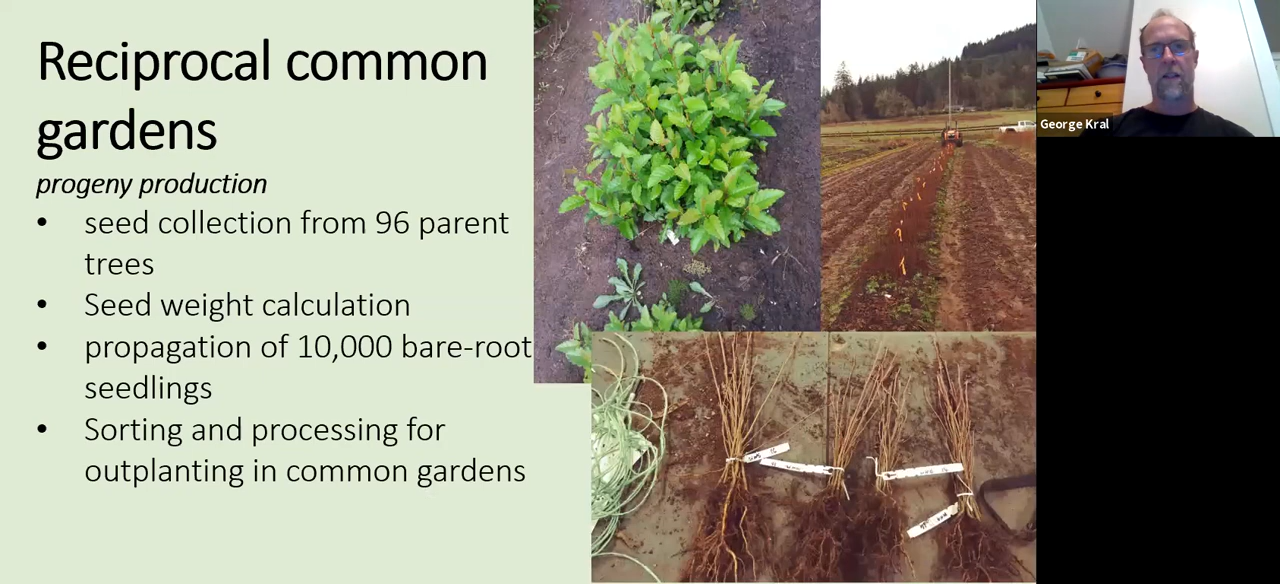 Reciprocal common
gardens
progeny production
• seed collection from 96 parent
trees
• Seed weight calculation
• propagation of 10,000 bare-root
seedlings
• Sorting and processing for
outplanting in common gardens
George Kral